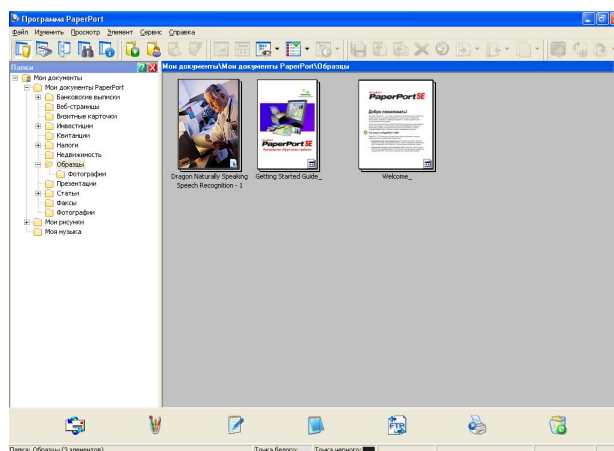 Программа PaperPort
Файл Изменить Просмотр Элемент Сервис Справка
Папки
Мои документы\Мои документы PaperPort\Образцы
Мои документы
Мои документы PaperPort
Банковские выписки
Веб-страницы
Визитные карточки
Инвестиции
Квитанции
Налоги
Недвижимость
Образцы
Фотографии
Презентации
Статьи
Факсы
Фотографии
Мои рисунки
Моя музыка
PaperPort SE
PaperPort SE
Добро пожаловать!
Dragon Naturally Speaking
Speech Recognition - 1
Getting Started Guide_
Welcome_
FTP
Папка: Образцы (3 элементов)
Точка белого:
Точка черного: